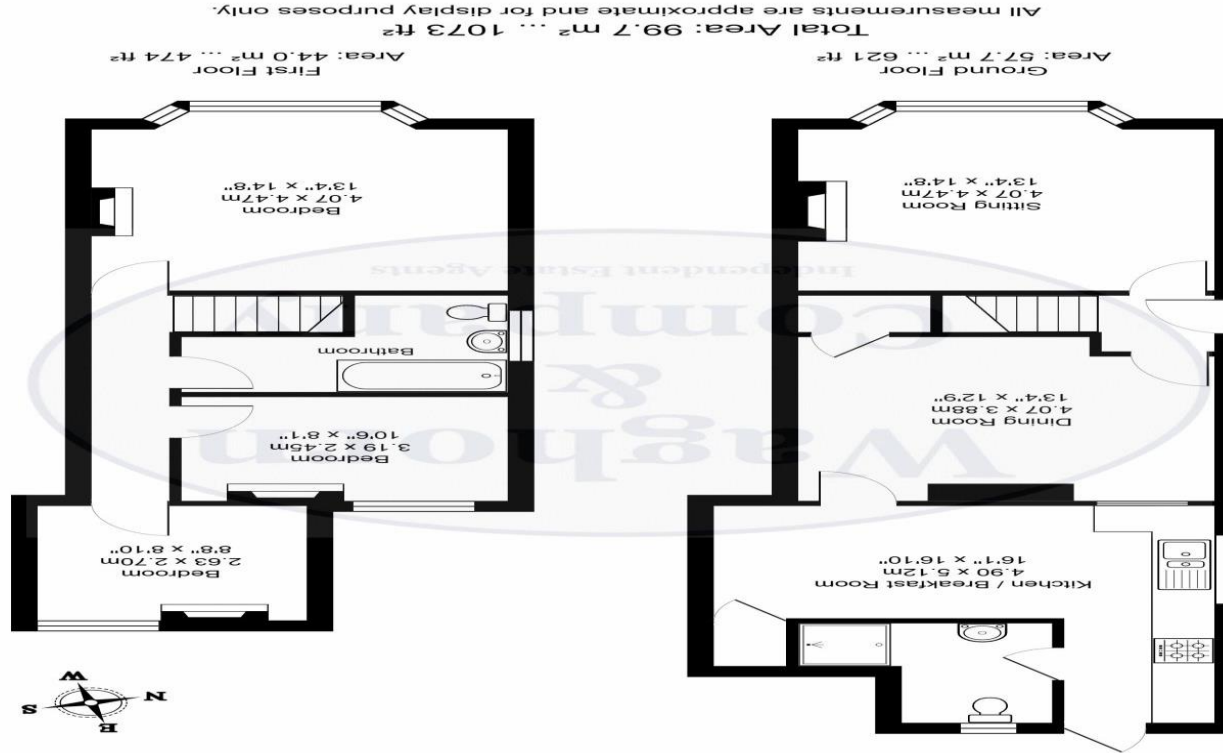 Kitchen / Breakfast Room
4.90 x 5.12m
16'1" x 16'10"
Dining Room
4.07 x 3.88m
13'4" x 12'9"
Sitting Room
4.07 x 4.47m
13'4" x 14'8"
Bedroom
2.63 x 2.70m
8'8" x 8'10"
Bedroom
3.19 x 2.45m
10'6" x 8'1"
Bathroom
Bedroom
4.07 x 4.47m
13'4" x 14'8"
N
E
S
W
Waghorn
&
Company
Independent Estate Agents
Ground Floor
Area: 57.7 m² ... 621 ft²
First Floor
Area: 44.0 m² ... 474 ft²
Total Area: 99.7 m² ... 1073 ft²
All measurements are approximate and for display purposes only.